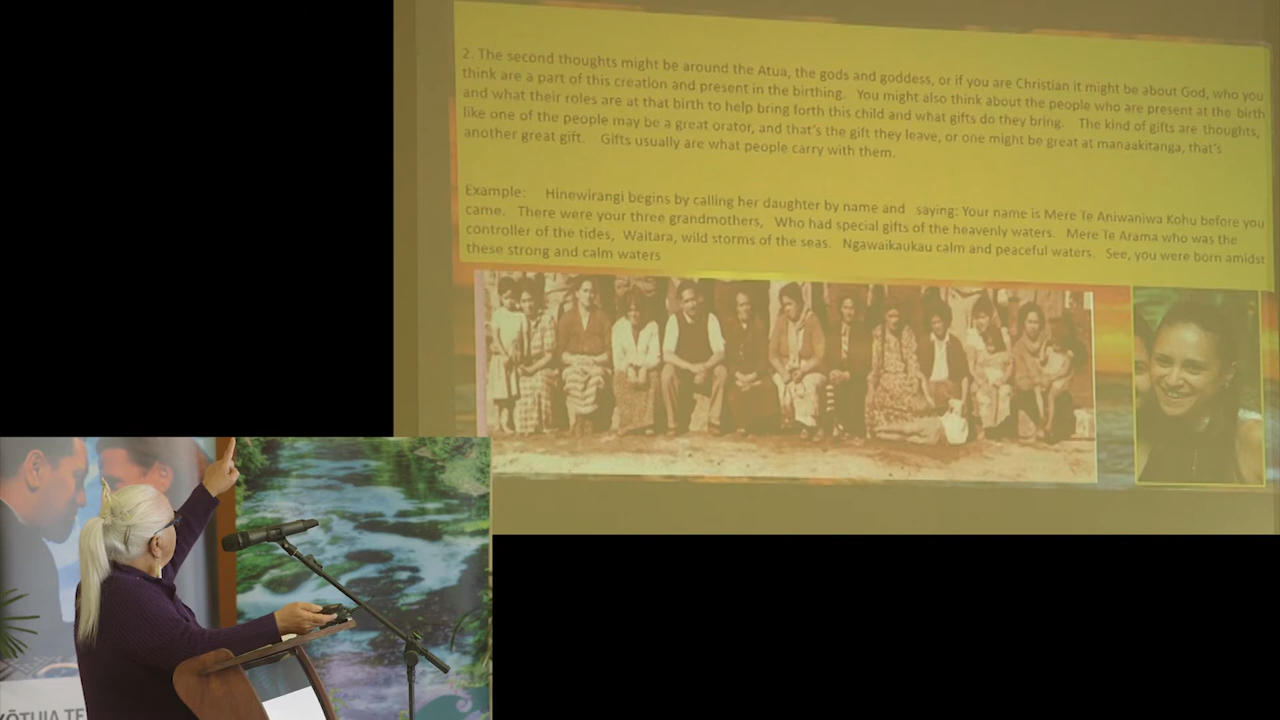 2. The second thoughts might be around the Atua, the gods and goddess, or if you are Christian it might be about God, who you
think are a part of this creation and present in the birthing. You might also think about the people who are present at the birth
and what their roles are at that birth to help bring forth this child and what gifts do they bring. The kind of gifts are thoughts,
like one of the people may be a great orator, and that's the gift they leave, or one might be great at manaakitanga, that's
another great gift. Gifts usually are what people carry with them.
Example: Hinewirangi begins by calling her daughter by name and saying: Your name is Mere Te Aniwaniwa Kohu before you
came. There were your three grandmothers, Who had special gifts of the heavenly waters. Mere Te Arama who was the
controller of the tides, Waitara, wild storms of the seas. Ngawaikaukau calm and peaceful waters. See, you were born amidst
these strong and calm waters
KŌTUIA TE